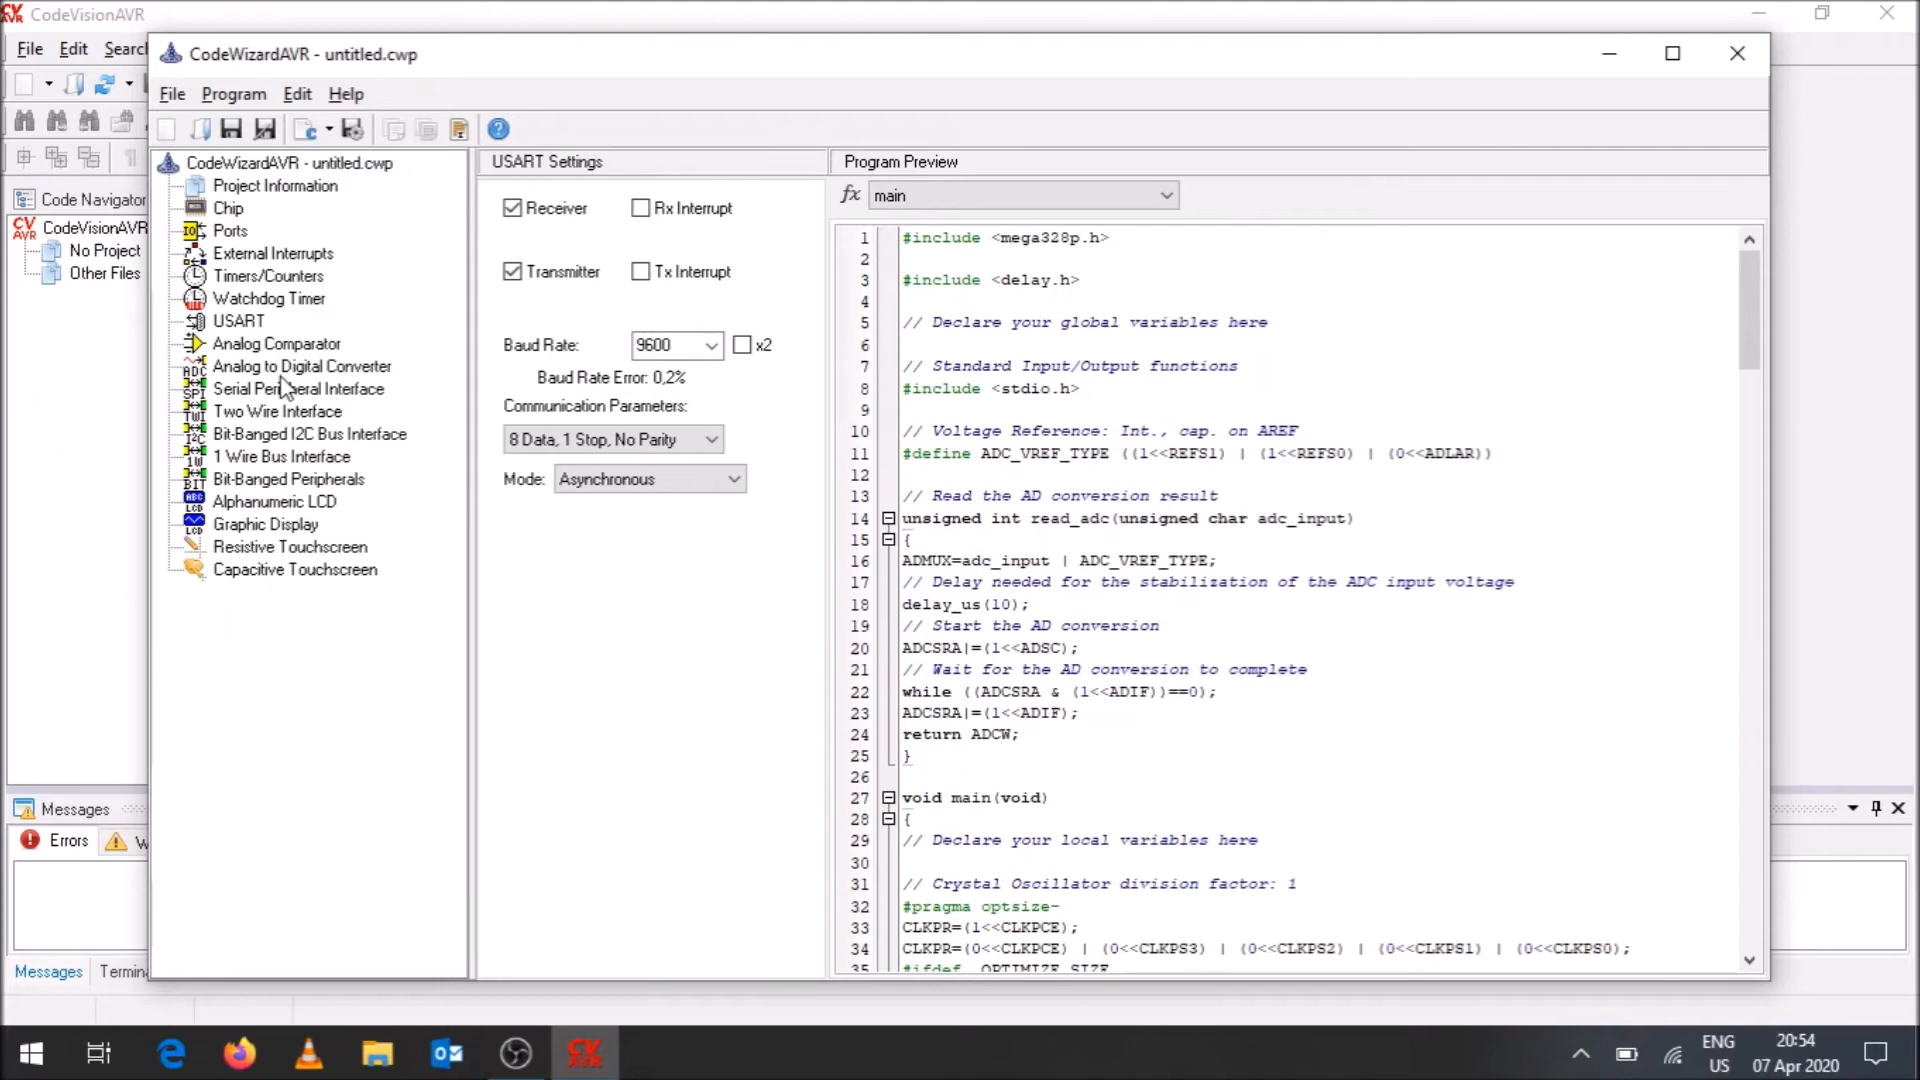 CodeVisionAVR
File Edit Search
CodeWizardAVR - untitled.cwp
File Program Edit Help
Code Navigator
CodeVisionAVR
No Project
Other Files
CodeWizardAVR - untitled.cwp
Project Information
Chip
Ports
External Interrupts
Timers/Counters
Watchdog Timer
USART
Analog Comparator
Analog to Digital Converter
Serial Peripheral Interface
Two Wire Interface
Bit-Banged I2C Bus Interface
1 Wire Bus Interface
Bit-Banged Peripherals
Alphanumeric LCD
Graphic Display
Resistive Touchscreen
Capacitive Touchscreen
USART Settings
Receiver Rx Interrupt
Transmitter Tx Interrupt
Baud Rate: 9600 x2
Baud Rate Error: 0,2%
Communication Parameters:
8 Data, 1 Stop, No Parity
Mode: Asynchronous
Program Preview
fx main
1 #include <mega328p.h>
2
3 #include <delay.h>
4
5 // Declare your global variables here
6
7 // Standard Input/Output functions
8 #include <stdio.h>
9
10 // Voltage Reference: Int., cap. on AREF
11 #define ADC_VREF_TYPE ((1<<REFS1) | (1<<REFS0) | (0<<ADLAR))
12
13 // Read the AD conversion result
14 unsigned int read_adc(unsigned char adc_input)
15 {
16 ADMUX=adc_input | ADC_VREF_TYPE;
17 // Delay needed for the stabilization of the ADC input voltage
18 delay_us(10);
19 // Start the AD conversion
20 ADCSRA|=(1<<ADSC);
21 // Wait for the AD conversion to complete
22 while ((ADCSRA & (1<<ADIF))==0);
23 ADCSRA|=(1<<ADIF);
24 return ADCW;
25 }
26
27 void main(void)
28 {
29 // Declare your local variables here
30
31 // Crystal Oscillator division factor: 1
32 #pragma optsize-
33 CLKPR=(1<<CLKPCE);
34 CLKPR=(0<<CLKPCE) | (0<<CLKPS3) | (0<<CLKPS2) | (0<<CLKPS1) | (0<<CLKPS0);
35 #ifdef _OPTIMIZE_SIZE_
Messages
Errors W
Messages Termin
ENG
US
20:54
07 Apr 2020